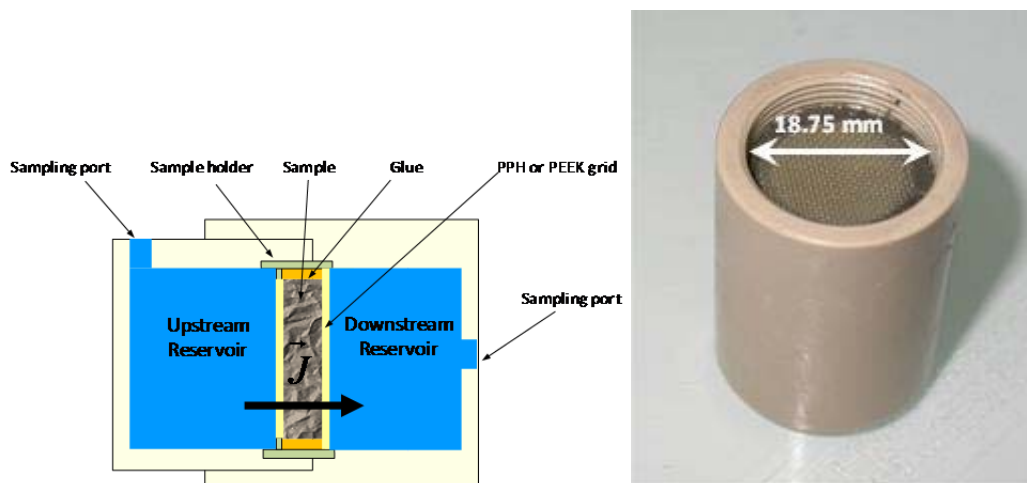 Sampling port
Sample holder
Sample
Glue
PPH or PEEK grid
Sampling port
Upstream
Reservoir
Downstream
Reservoir
J
18.75 mm